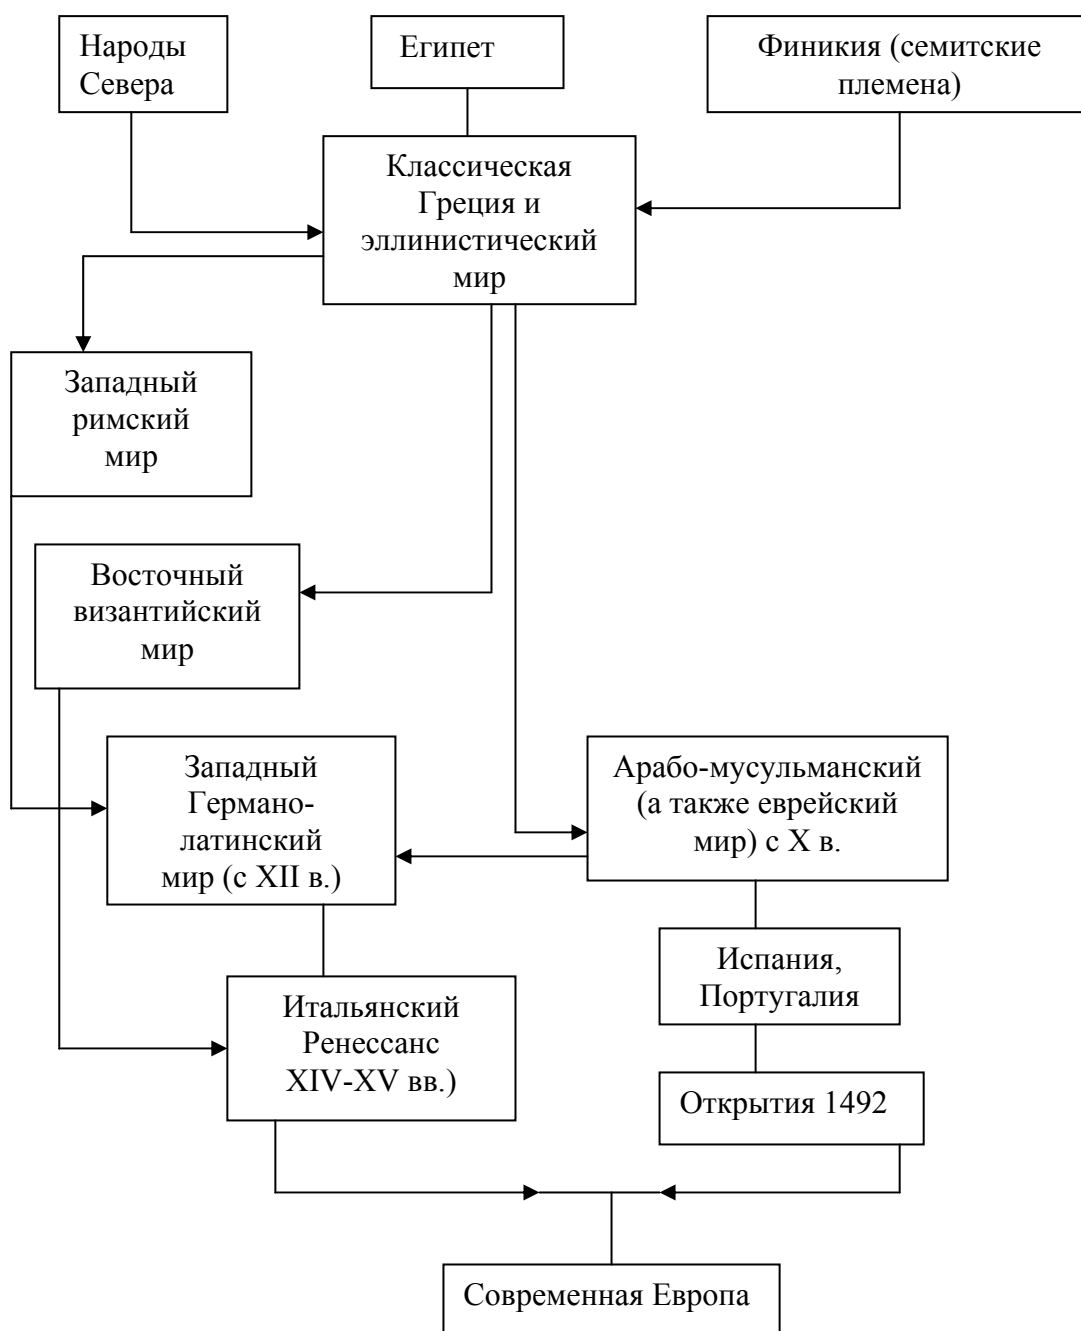 Народы
Севера
Египет
Финикия (семитские
племена)
Классическая
Греция и
эллинистический
мир
Западный
римский
мир
Восточный
византийский
мир
Западный
Германо-
латинский
мир (с XII в.)
Арабо-мусульманский
(а также еврейский
мир) с X в.
Испания,
Португалия
Итальянский
Ренессанс
XIV-XV вв.)
Открытия 1492
Современная Европа